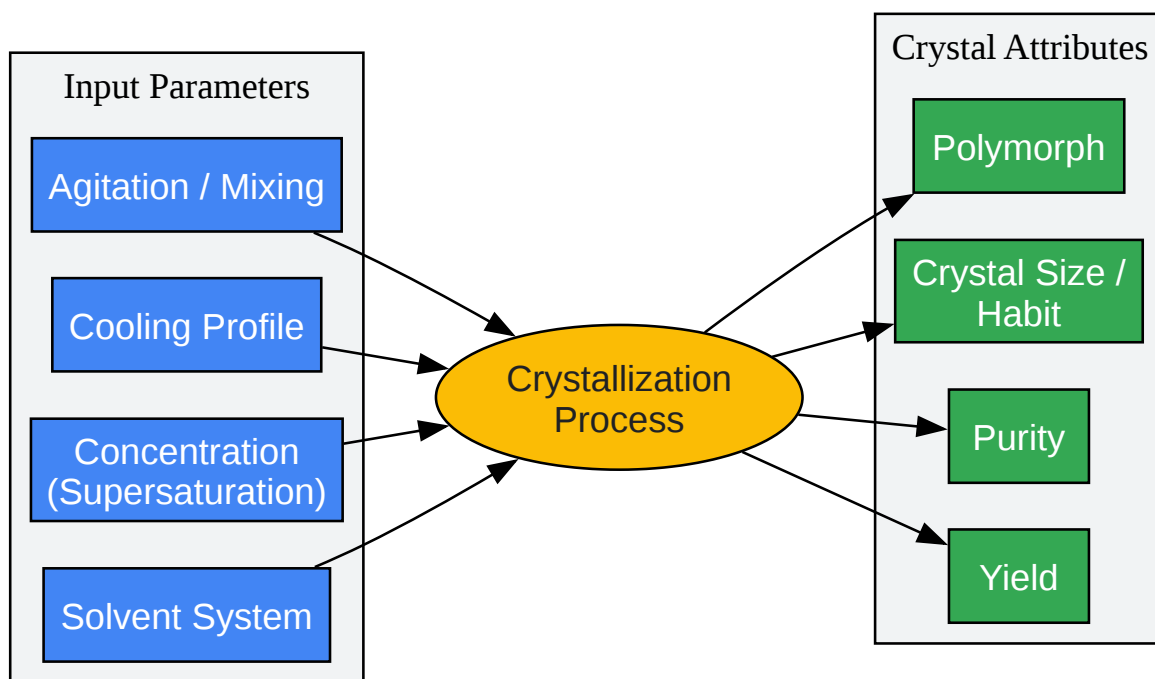 Input Parameters
Agitation / Mixing
Cooling Profile
Concentration
(Supersaturation)
Solvent System
Crystallization
Process
Crystal Attributes
Polymorph
Crystal Size /
Habit
Purity
Yield